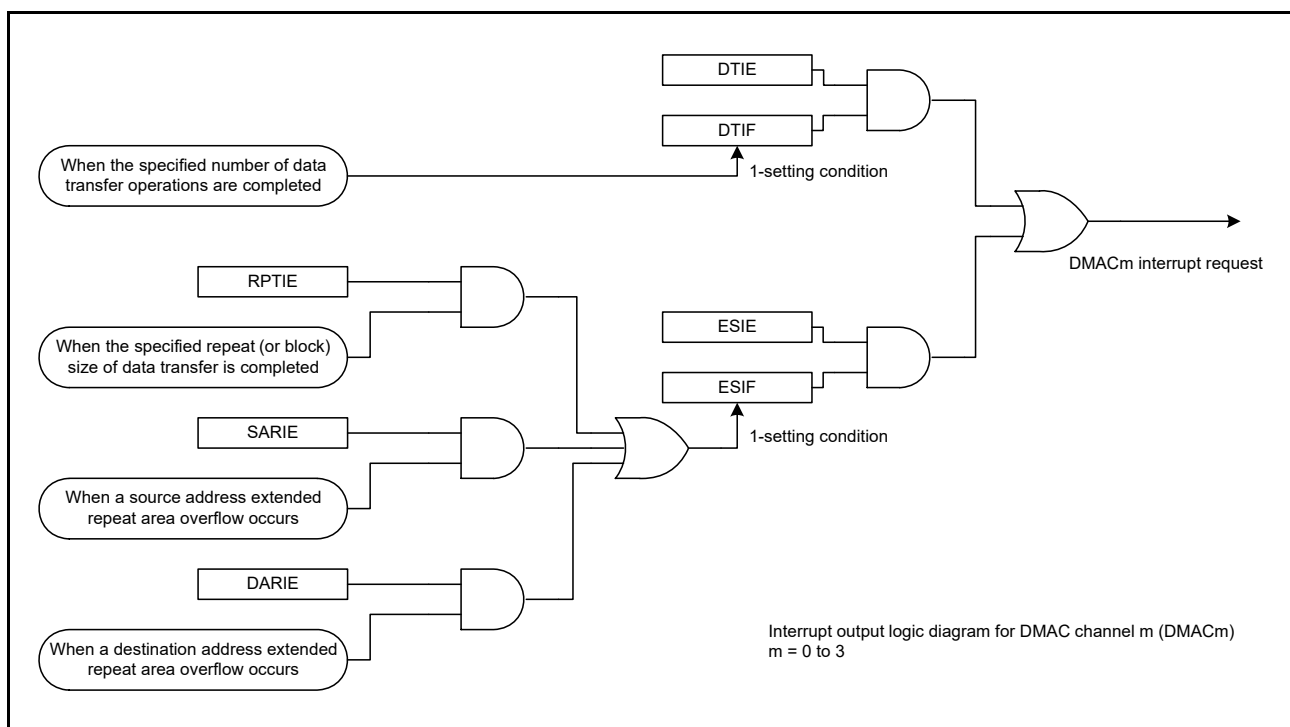 DTIE
DTIF
When the specified number of data
transfer operations are completed
1-setting condition
DMACm interrupt request
RPTIE
When the specified repeat (or block)
size of data transfer is completed
ESIE
ESIF
1-setting condition
SARIE
When a source address extended
repeat area overflow occurs
DARIE
When a destination address extended
repeat area overflow occurs
Interrupt output logic diagram for DMAC channel m (DMACm)
m = 0 to 3